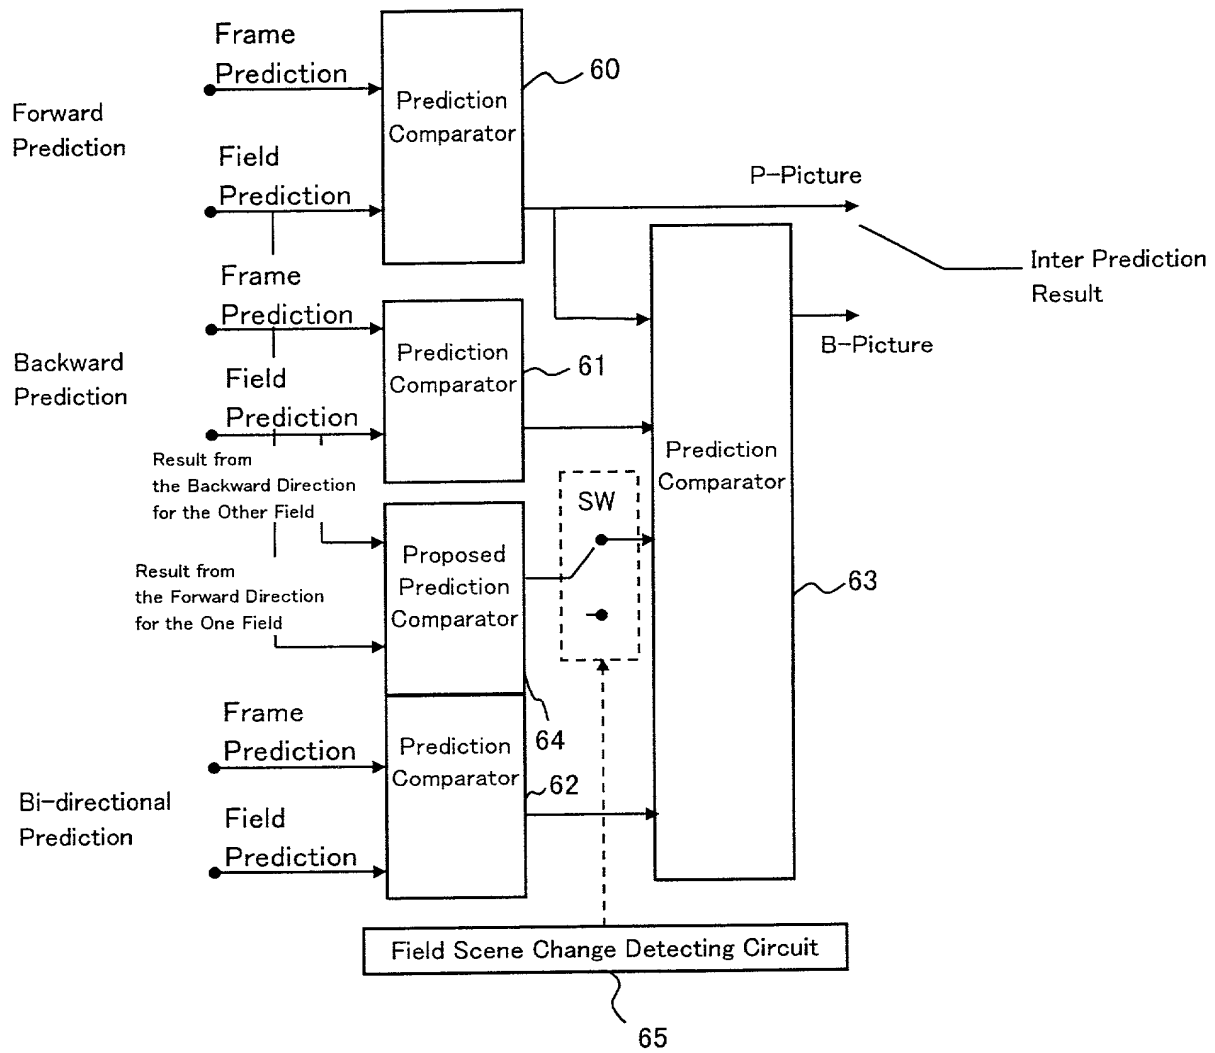 Frame
Prediction
60
Prediction
Comparator
Forward
Prediction
Field
Prediction
P-Picture
Inter Prediction
Result
Frame
Prediction
B-Picture
Backward
Prediction
Prediction
Comparator
61
Field
Prediction
Result from
the Backward Direction
for the Other Field
Prediction
Comparator
SW
Proposed
Prediction
Comparator
63
Result from
the Forward Direction
for the One Field
64
Frame
Prediction
Prediction
Comparator
62
Bi-directional
Prediction
Field
Prediction
Field Scene Change Detecting Circuit
65